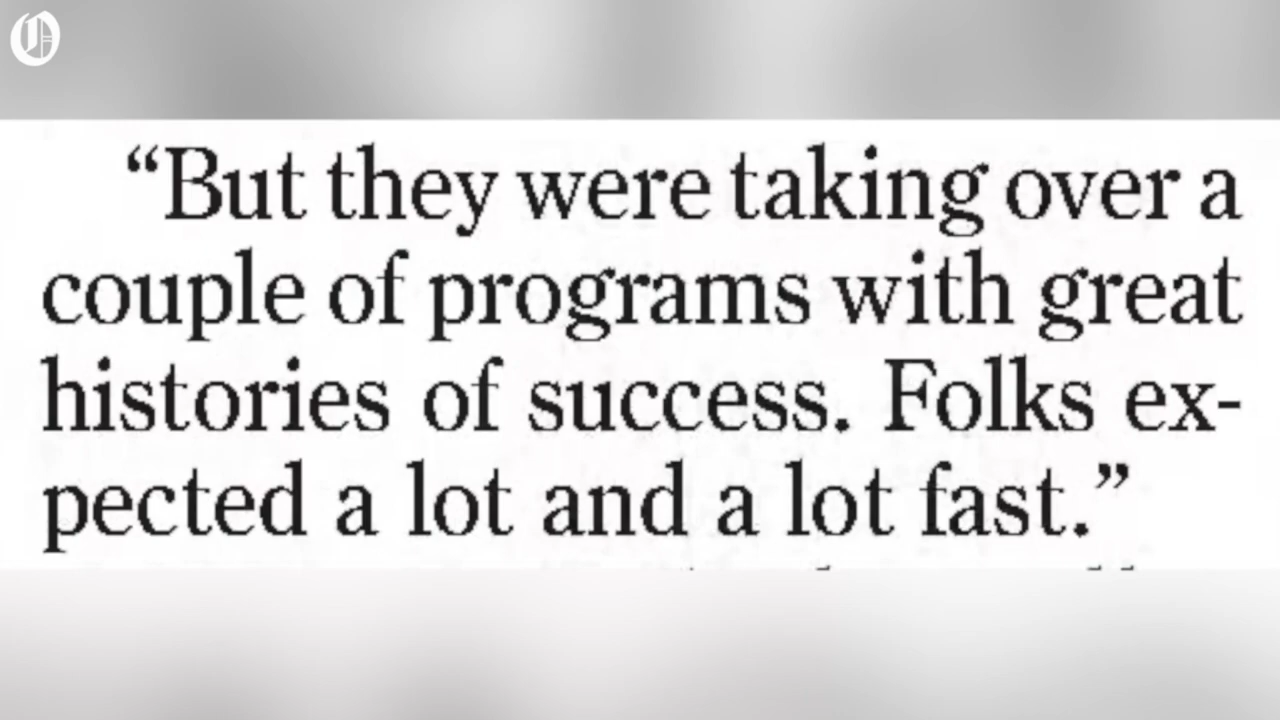 O
“But they were taking over a
couple of programs with great
histories of success. Folks ex-
pected a lot and a lot fast.”